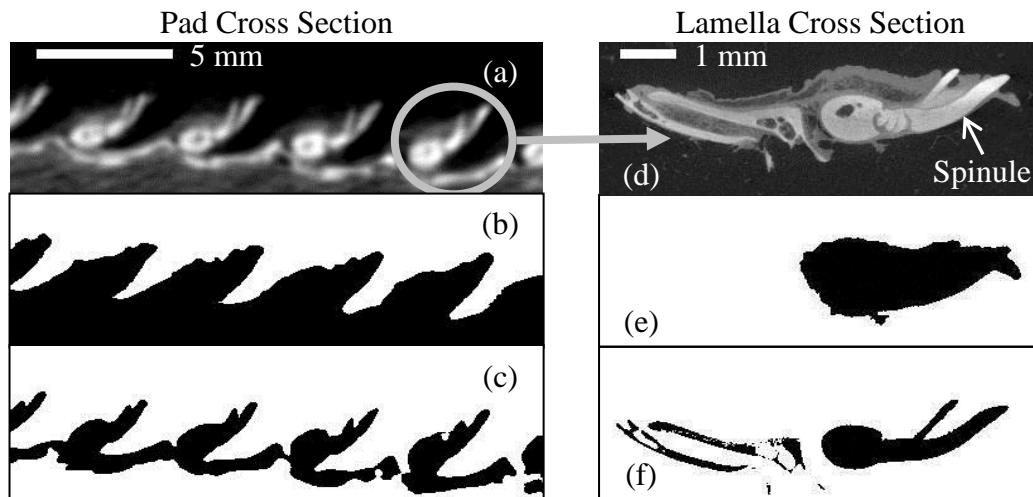 Pad Cross Section
5 mm
(a)
(b)
(c)
Lamella Cross Section
1 mm
(d)
Spinule
(e)
(f)